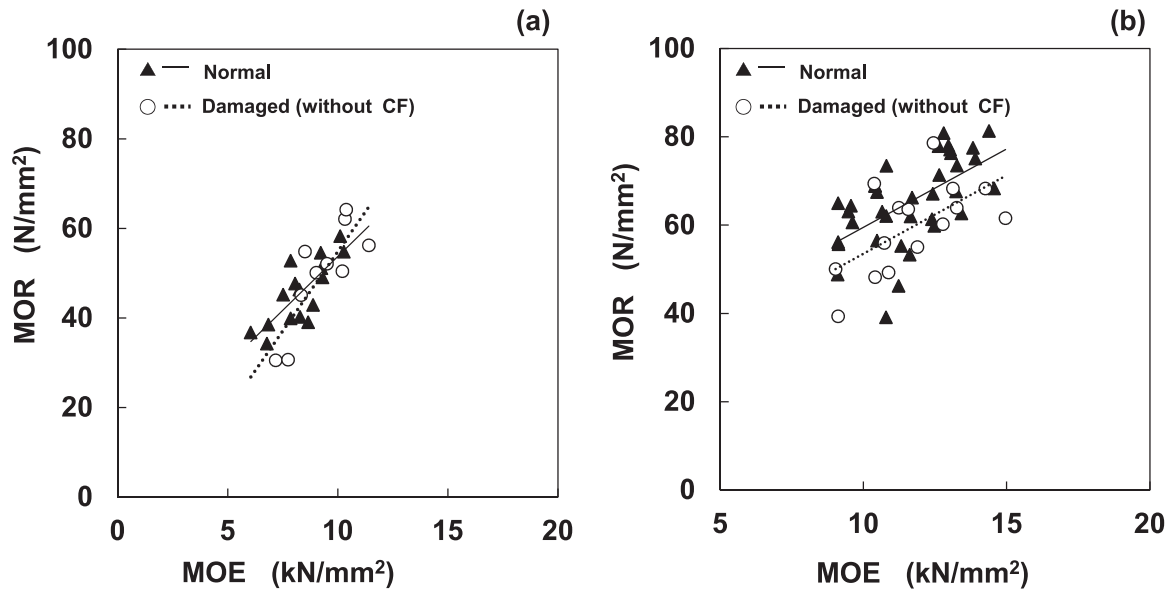 (a)
100
80
60
40
20
0
0 5 10 15 20
MOR (N/mm²)
MOE (kN/mm²)
Normal
Damaged (without CF)
(b)
100
80
60
40
20
0
5 10 15 20
MOR (N/mm²)
MOE (kN/mm²)
Normal
Damaged (without CF)